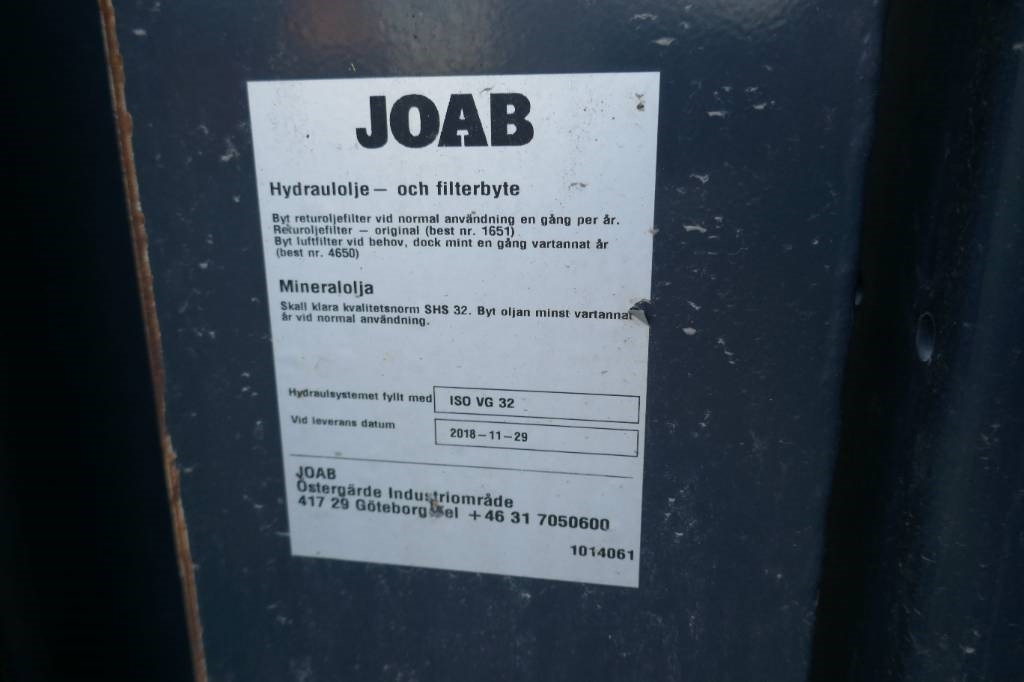 JOAB
Hydraulolje – och filterbyte
Byt returoljefilter vid normal användning en gång per år.
Returoljefilter – original (best nr. 1651)
Byt luftfilter vid behov, dock mint en gång vartannat år
(best nr. 4650)
Mineralolja
Skall klara kvalitetsnorm SHS 32. Byt oljan minst vartannat
år vid normal användning.
Hydraulsystemet fyllt med ISO VG 32
Vid leverans datum 2018–11–29
JOAB
Östergärde Industriområde
417 29 Göteborg Tel +46 31 7050600
1014061